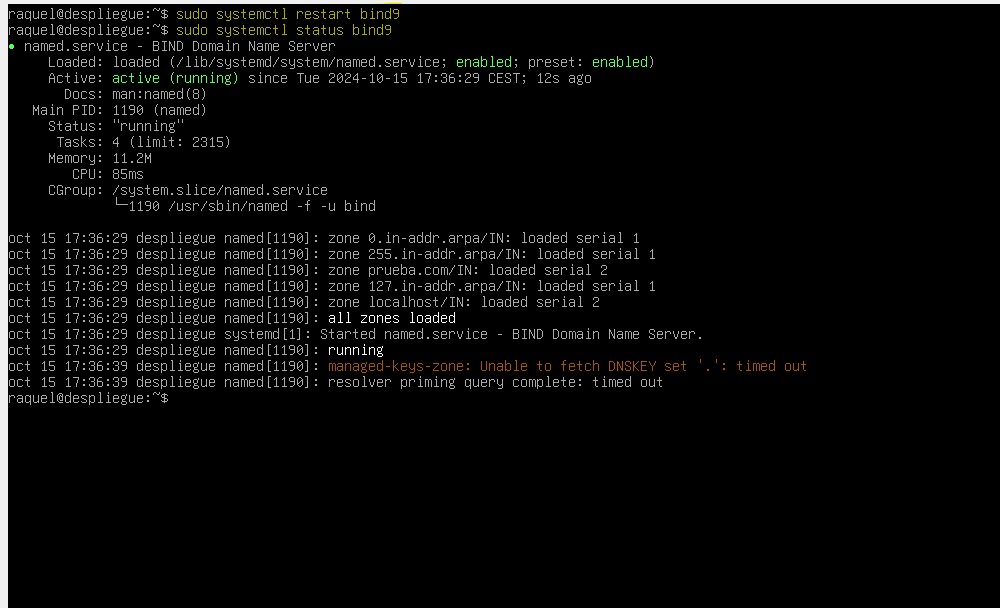 raquel@despliegue:~$ sudo systemctl restart bind9
raquel@despliegue:~$ sudo systemctl status bind9
● named.service - BIND Domain Name Server
     Loaded: loaded (/lib/systemd/system/named.service; enabled; preset: enabled)
     Active: active (running) since Tue 2024-10-15 17:36:29 CEST; 12s ago
       Docs: man:named(8)
   Main PID: 1190 (named)
     Status: "running"
      Tasks: 4 (limit: 2315)
     Memory: 11.2M
        CPU: 85ms
     CGroup: /system.slice/named.service
             └─1190 /usr/sbin/named -f -u bind

oct 15 17:36:29 despliegue named[1190]: zone 0.in-addr.arpa/IN: loaded serial 1
oct 15 17:36:29 despliegue named[1190]: zone 255.in-addr.arpa/IN: loaded serial 1
oct 15 17:36:29 despliegue named[1190]: zone prueba.com/IN: loaded serial 2
oct 15 17:36:29 despliegue named[1190]: zone 127.in-addr.arpa/IN: loaded serial 1
oct 15 17:36:29 despliegue named[1190]: zone localhost/IN: loaded serial 2
oct 15 17:36:29 despliegue named[1190]: all zones loaded
oct 15 17:36:29 despliegue systemd[1]: Started named.service - BIND Domain Name Server.
oct 15 17:36:29 despliegue named[1190]: running
oct 15 17:36:39 despliegue named[1190]: managed-keys-zone: Unable to fetch DNSKEY set '.': timed out
oct 15 17:36:39 despliegue named[1190]: resolver priming query complete: timed out
raquel@despliegue:~$